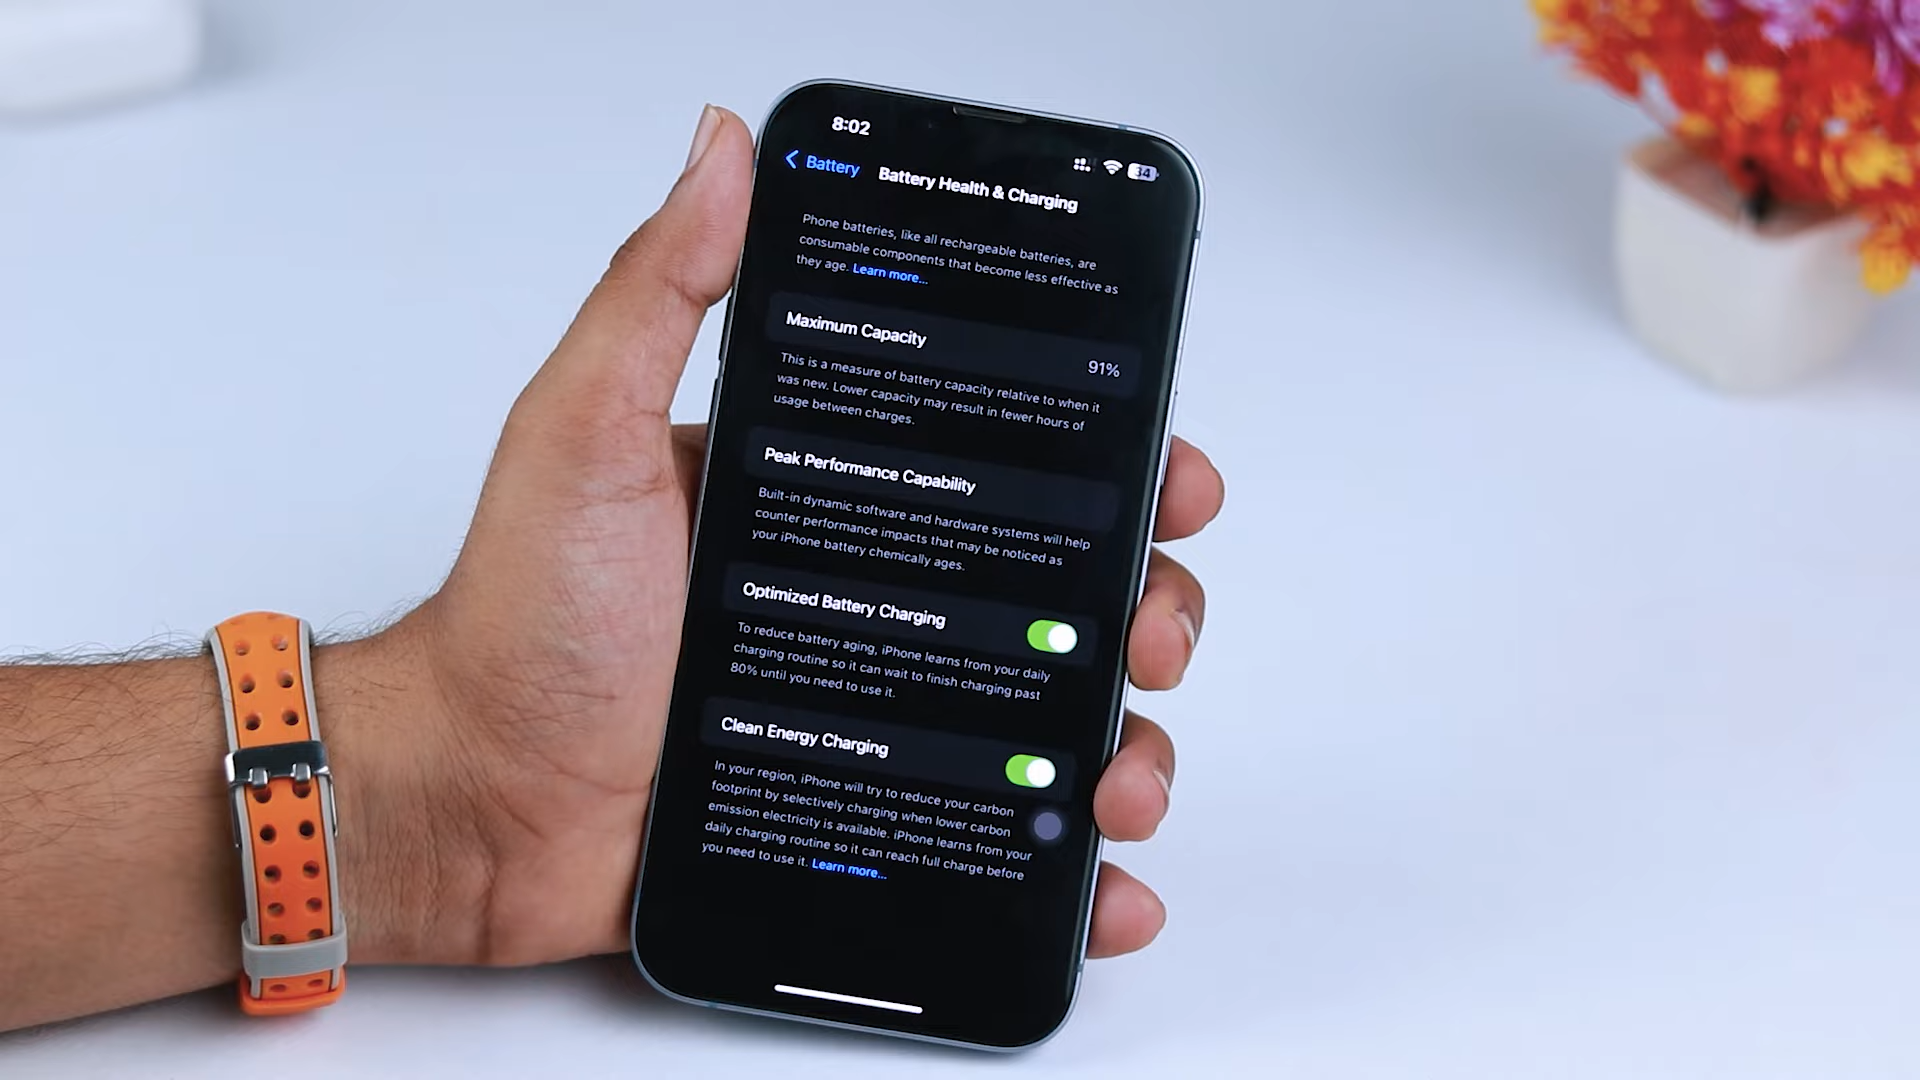 8:02
34
Battery
Battery Health & Charging
Phone batteries, like all rechargeable batteries, are
consumable components that become less effective as
they age. Learn more...
Maximum Capacity
91%
This is a measure of battery capacity relative to when it
was new. Lower capacity may result in fewer hours of
usage between charges.
Peak Performance Capability
Built-in dynamic software and hardware systems will help
counter performance impacts that may be noticed as
your iPhone battery chemically ages.
Optimized Battery Charging
To reduce battery aging, iPhone learns from your daily
charging routine so it can wait to finish charging past
80% until you need to use it.
Clean Energy Charging
In your region, iPhone will try to reduce your carbon
footprint by selectively charging when lower carbon
emission electricity is available. iPhone learns from your
daily charging routine so it can reach full charge before
you need to use it. Learn more...